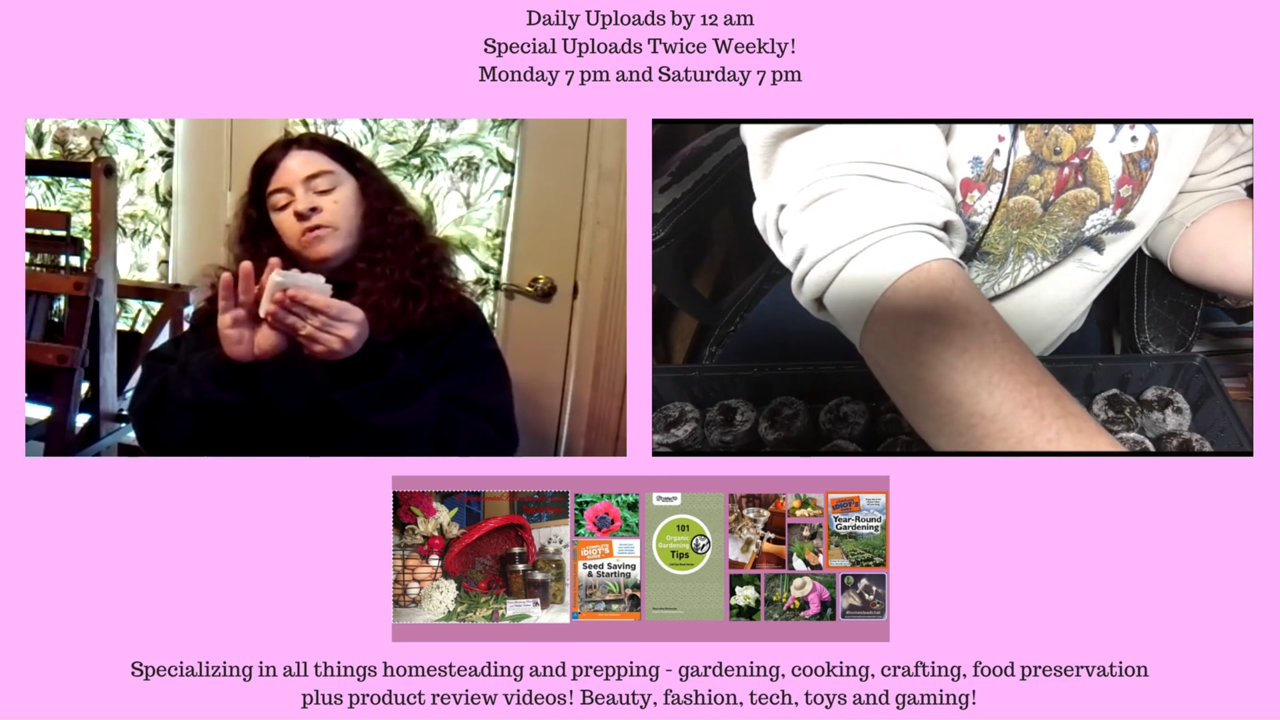 Daily Uploads by 12 am
Special Uploads Twice Weekly!
Monday 7 pm and Saturday 7 pm
IDIOT'S
Seed Saving
& Starting
101
Organic
Gardening
Tips
IDIOT'S
Year-Round
Gardening
Specializing in all things homesteading and prepping - gardening, cooking, crafting, food preservation
plus product review videos! Beauty, fashion, tech, toys and gaming!